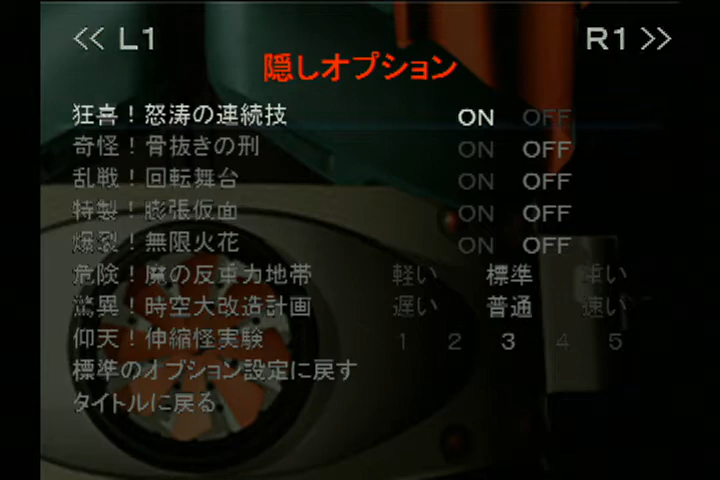 << L1 R1 >>
隠しオプション
狂喜！怒涛の連続技 ON OFF
奇怪！骨抜きの刑 ON OFF
乱戦！回転舞台 ON OFF
特製！膨張仮面 ON OFF
爆裂！無限火花 ON OFF
危険！魔の反重力地帯 軽い 標準 重い
驚異！時空大改造計画 遅い 普通 速い
仰天！伸縮怪実験 1 2 3 4 5
標準のオプション設定に戻す
タイトルに戻る